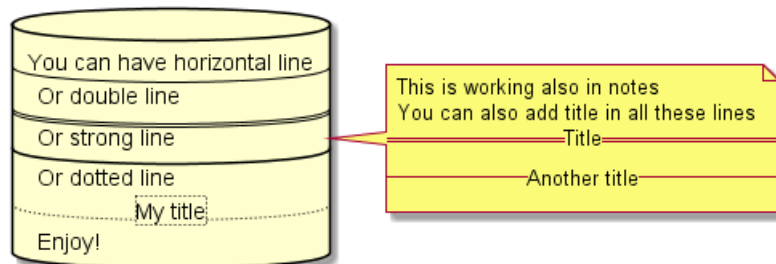 You can have horizontal line
Or double line
Or strong line
Or dotted line
My title
Enjoy!
This is working also in notes
You can also add title in all these lines
Title
Another title